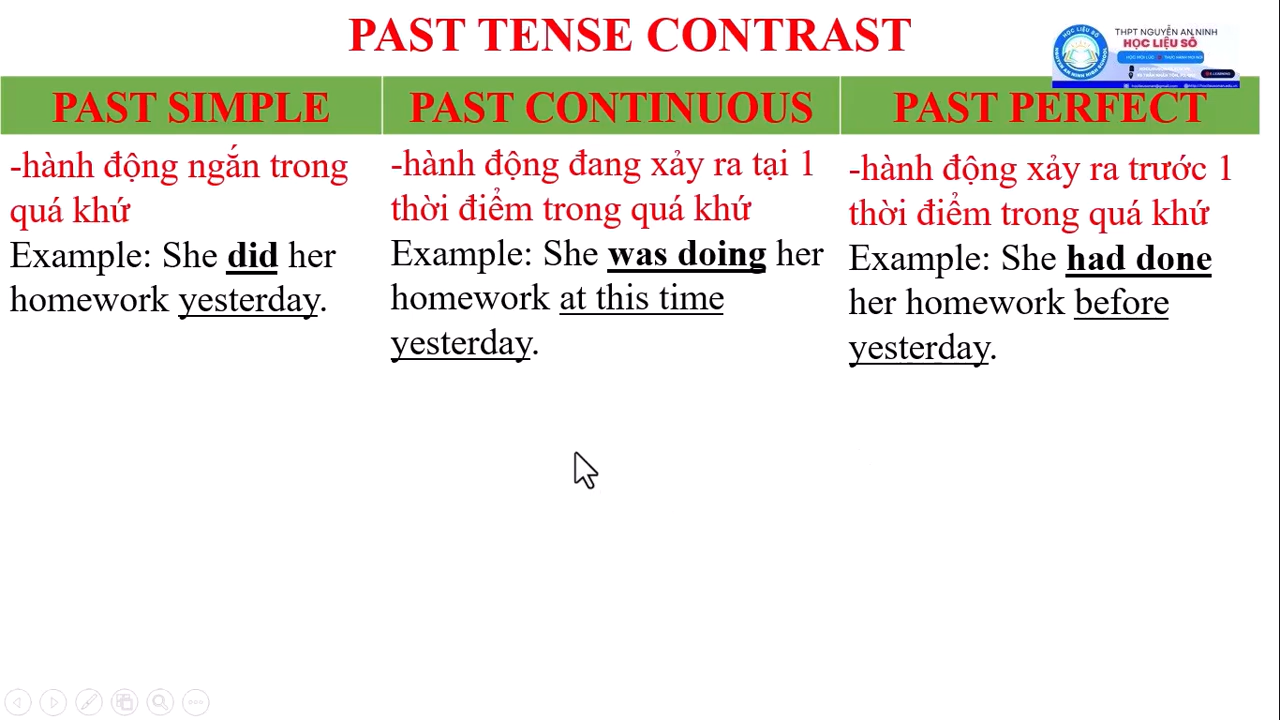 PAST TENSE CONTRAST
THPT NGUYỄN AN NINH
HỌC LIỆU SỐ
PAST SIMPLE
PAST CONTINUOUS
PAST PERFECT
-hành động ngắn trong
quá khứ
Example: She did her
homework yesterday.
-hành động đang xảy ra tại 1
thời điểm trong quá khứ
Example: She was doing her
homework at this time
yesterday.
-hành động xảy ra trước 1
thời điểm trong quá khứ
Example: She had done
her homework before
yesterday.